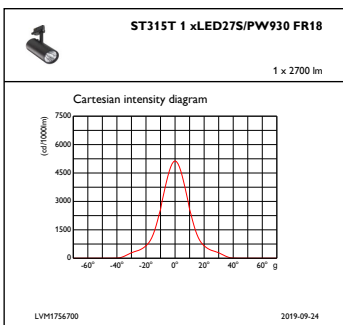 ST315T 1 xLED27S/PW930 FR18
1 x 2700 lm
Cartesian intensity diagram
(cd/1000lm)
7500
6000
4500
3000
1500
0
-60° -40° -20° 0° 20° 40° 60° g
LVM1756700 2019-09-24